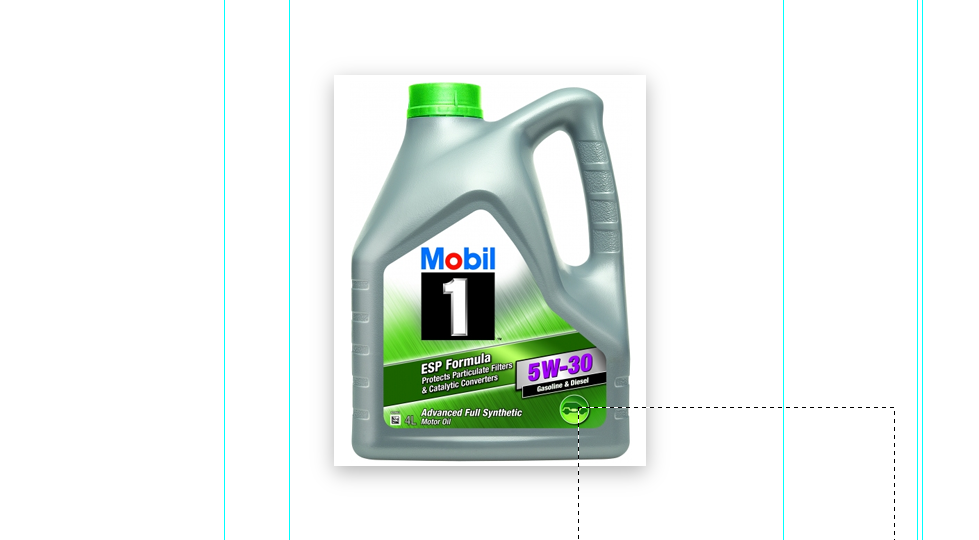 Mobil
1
ESP Formula
Protects Particulate Filters
& Catalytic Converters
5W-30
Gasoline & Diesel
Advanced Full Synthetic
4L Motor Oil